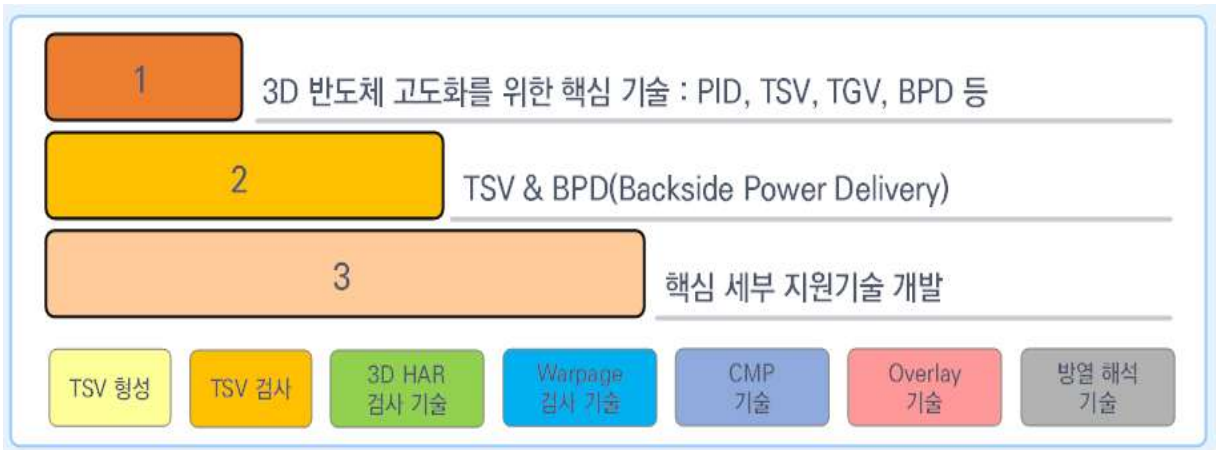 1
3D 반도체 고도화를 위한 핵심 기술 : PID, TSV, TGV, BPD 등
2
TSV & BPD(Backside Power Delivery)
3
핵심 세부 지원기술 개발
TSV 형성
TSV 검사
3D HAR
검사 기술
Warpage
검사 기술
CMP
기술
Overlay
기술
방열 해석
기술